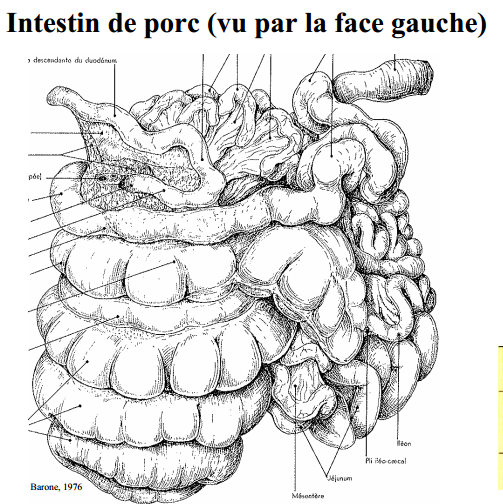 Intestin de porc (vu par la face gauche)
descendante du duodénum
Iléon
Pli iléo-cæcal
Jéjunum
Barone, 1976
Mésentère